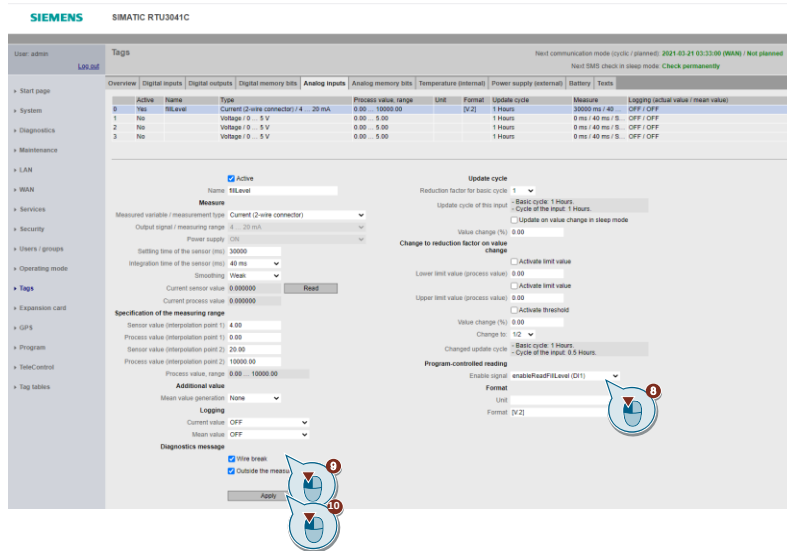 SIEMENS SIMATIC RTU3041C
User: admin
Log out
Tags
Next communication mode (cyclic / planned): 2021-03-21 03:33:00 (WAN) / Not planned
Next SMS check in sleep mode: Check permanently
Overview Digital inputs Digital outputs Digital memory bits Analog inputs Analog memory bits Temperature (internal) Power supply (external) Battery Texts
Start page
System
Diagnostics
Maintenance
LAN
WAN
Services
Security
Users / groups
Operating mode
Tags
Expansion card
GPS
Program
TeleControl
Tag tables
Active Name Type Process value, range Unit Format Update cycle Measure Logging (actual value / mean value)
0 Yes fillLevel Current (2-wire connector) / 4 ... 20 mA 0.00 ... 10000.00 [V.2] 1 Hours 30000 ms / 40 ... OFF / OFF
1 No Voltage / 0 ... 5 V 0.00 ... 5.00 1 Hours 0 ms / 40 ms / S... OFF / OFF
2 No Voltage / 0 ... 5 V 0.00 ... 5.00 1 Hours 0 ms / 40 ms / S... OFF / OFF
3 No Voltage / 0 ... 5 V 0.00 ... 5.00 1 Hours 0 ms / 40 ms / S... OFF / OFF
Active
Name fillLevel
Measure
Measured variable / measurement type Current (2-wire connector)
Output signal / measuring range 4 ... 20 mA
Power supply ON
Settling time of the sensor (ms) 30000
Integration time of the sensor (ms) 40 ms
Smoothing Weak
Current sensor value 0.000000 Read
Current process value 0.000000
Specification of the measuring range
Sensor value (interpolation point 1) 4.00
Process value (interpolation point 1) 0.00
Sensor value (interpolation point 2) 20.00
Process value (interpolation point 2) 10000.00
Process value, range 0.00 ... 10000.00
Additional value
Mean value generation None
Logging
Current value OFF
Mean value OFF
Diagnostics message
Wire break
Outside the measu
Apply
9
10
Update cycle
Reduction factor for basic cycle 1
Update cycle of this input - Basic cycle: 1 Hours.
- Cycle of the input: 1 Hours.
Update on value change in sleep mode
Value change (%) 0.00
Change to reduction factor on value
change
Activate limit value
Lower limit value (process value) 0.00
Activate limit value
Upper limit value (process value) 0.00
Activate threshold
Value change (%) 0.00
Change to: 1/2
Changed update cycle - Basic cycle: 1 Hours.
- Cycle of the input: 0.5 Hours.
Program-controlled reading
Enable signal enableReadFillLevel (DI1)
8
Format
Unit
Format [V.2]